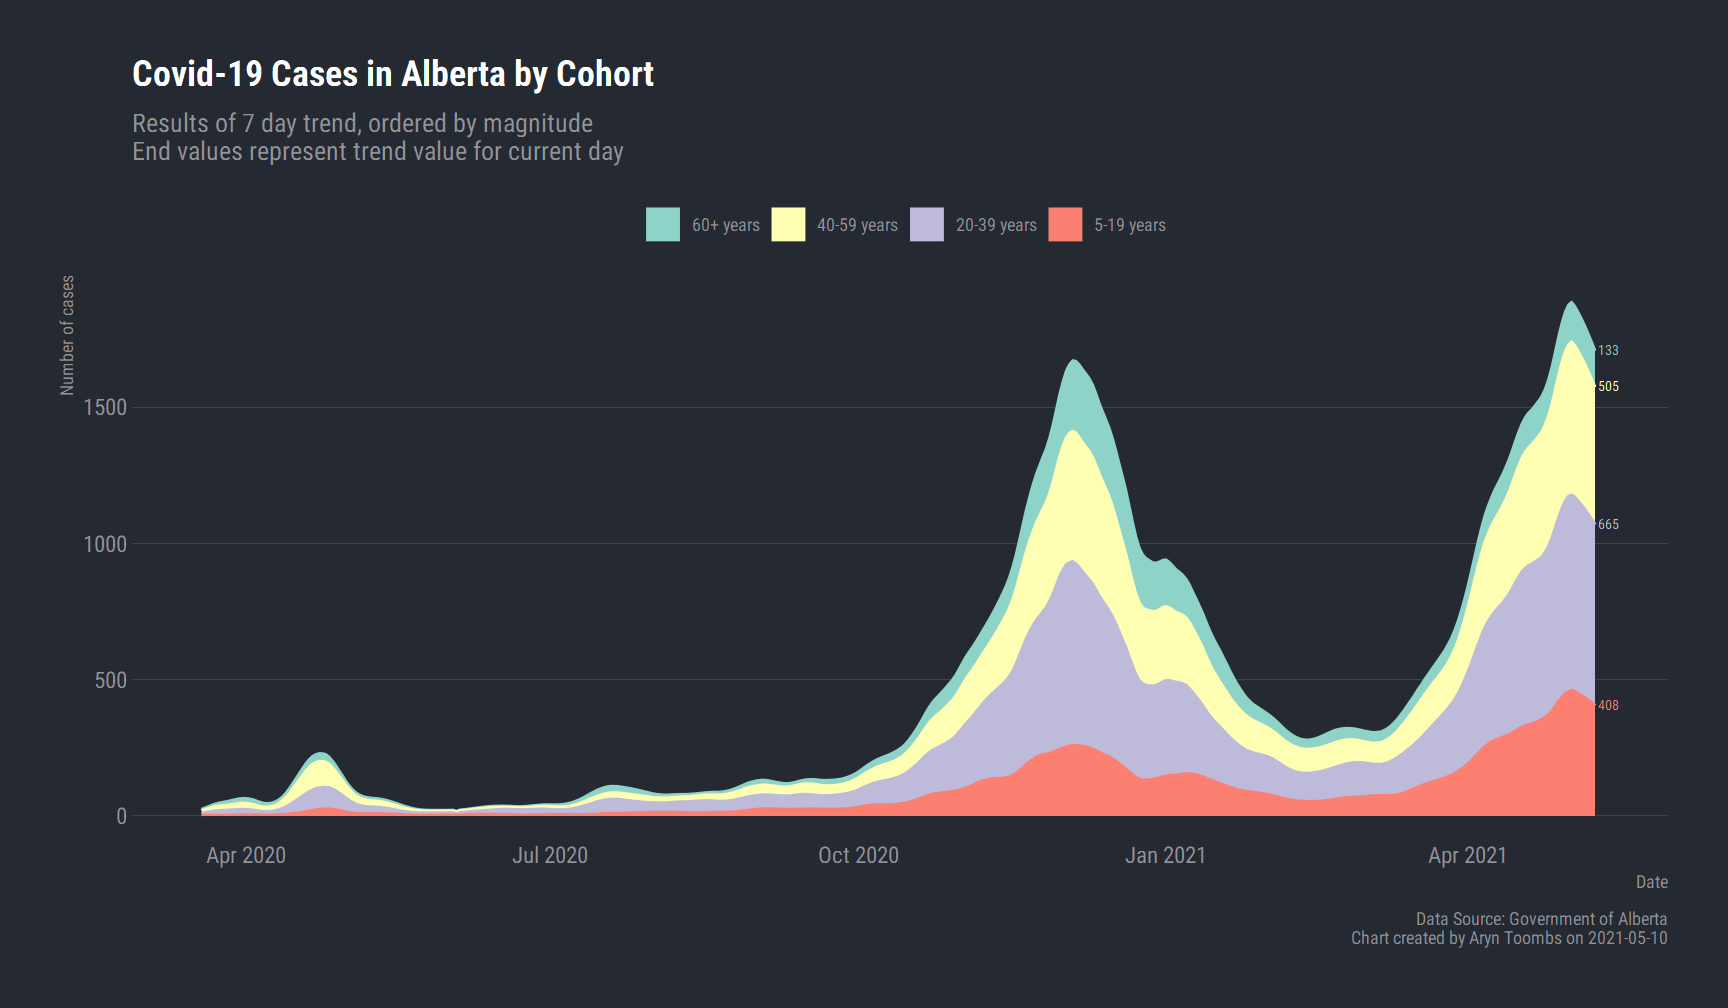 Covid-19 Cases in Alberta by Cohort
Results of 7 day trend, ordered by magnitude
End values represent trend value for current day
60+ years
40-59 years
20-39 years
5-19 years
Number of cases
1500
1000
500
0
133
505
665
408
Apr 2020
Jul 2020
Oct 2020
Jan 2021
Apr 2021
Date
Data Source: Government of Alberta
Chart created by Aryn Toombs on 2021-05-10